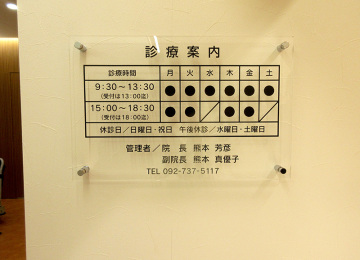 診療案内
診療時間 月 火 水 木 金 土
9:30～13:30 ● ● ● ● ● ●
(受付は13:00迄)
15:00～18:30 ● ● ／ ● ● ／
(受付は18:00迄)
休診日／日曜日・祝日 午後休診／水曜日・土曜日
管理者／院 長 熊本 芳彦
副院長 熊本 真優子
TEL 092-737-5117